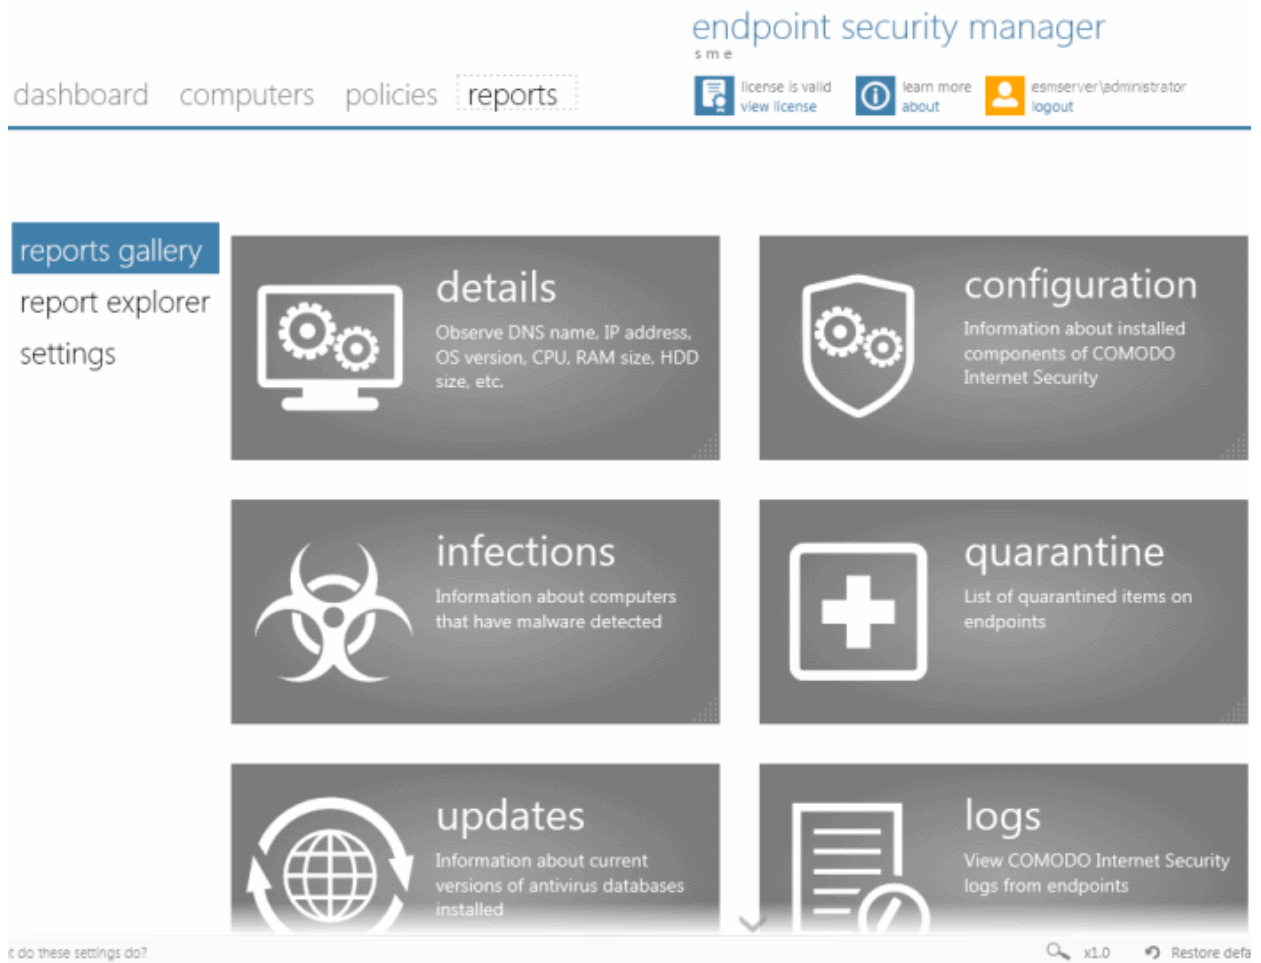 endpoint security manager
sme
dashboard computers policies reports
license is valid
view license
learn more
about
esmserver\administrator
logout
reports gallery
report explorer
settings
details
Observe DNS name, IP address,
OS version, CPU, RAM size, HDD
size, etc.
configuration
Information about installed
components of COMODO
Internet Security
infections
Information about computers
that have malware detected
quarantine
List of quarantined items on
endpoints
updates
Information about current
versions of antivirus databases
installed
logs
View COMODO Internet Security
logs from endpoints
t do these settings do?
x1.0
Restore defa